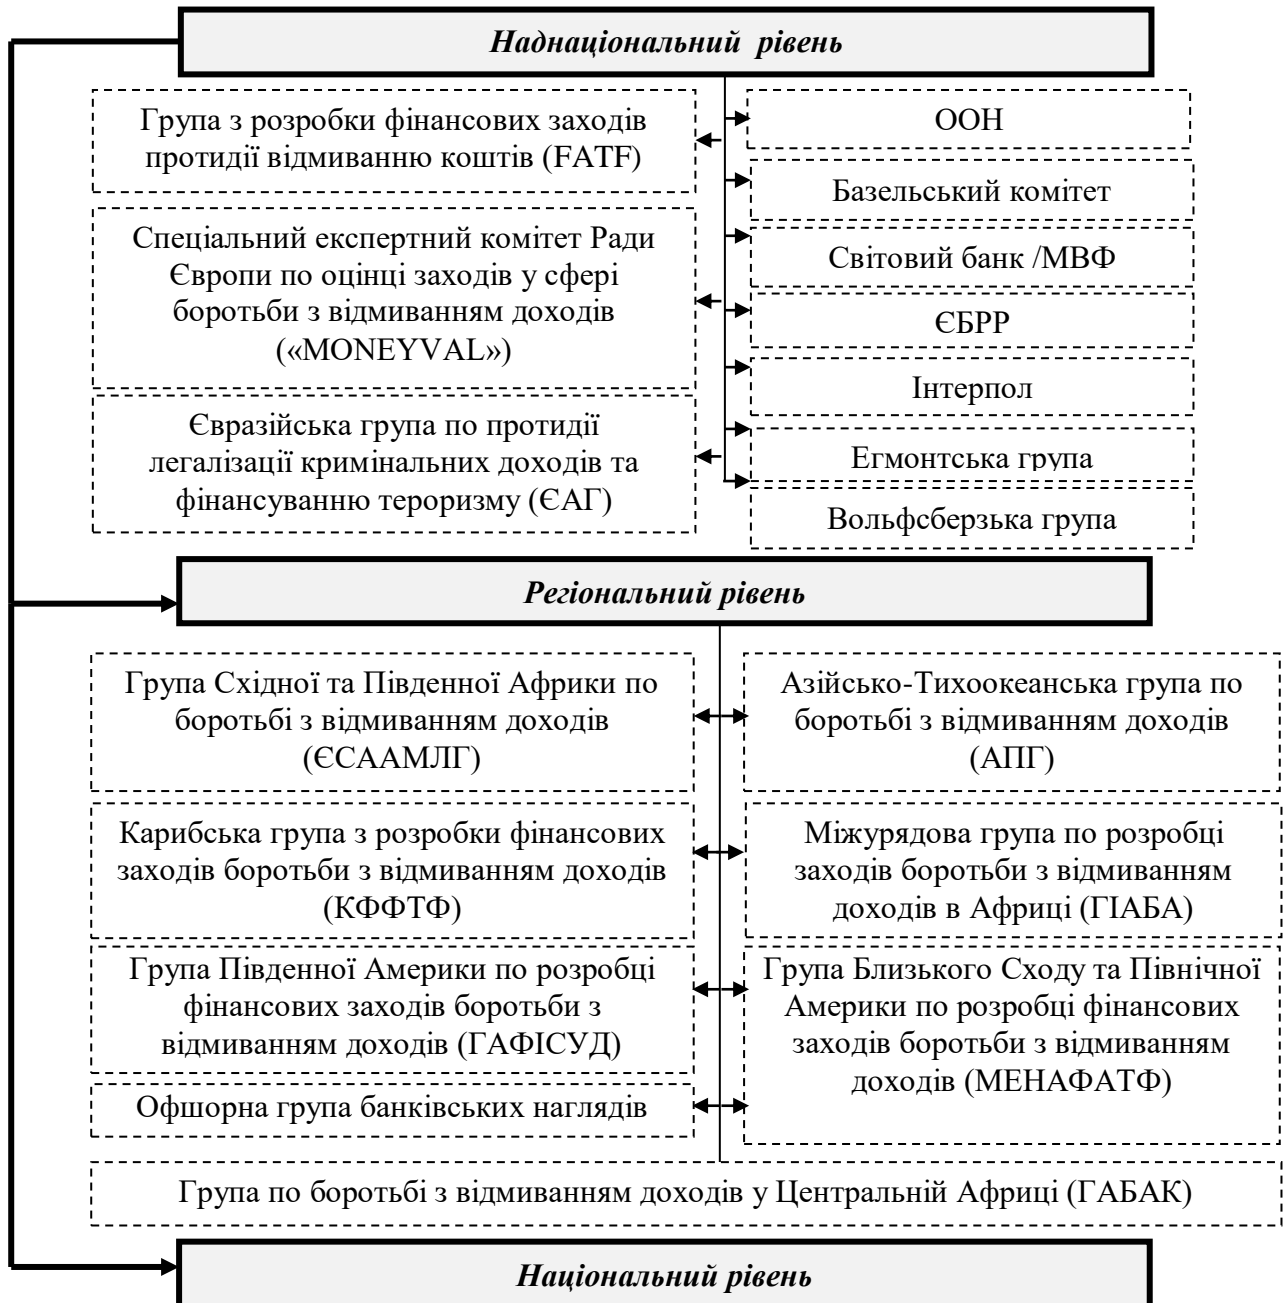 Наднаціональний рівень
Група з розробки фінансових заходів
протидії відмиванню коштів (FATF)
Спеціальний експертний комітет Ради
Європи по оцінці заходів у сфері
боротьби з відмиванням доходів
(«MONEYVAL»)
Євразійська група по протидії
легалізації кримінальних доходів та
фінансуванню тероризму (ЄАГ)
ООН
Базельський комітет
Світовий банк /МВФ
ЄБРР
Інтерпол
Егмонтська група
Вольфсберзька група
Регіональний рівень
Група Східної та Південної Африки по
боротьбі з відмиванням доходів
(ЄСААМЛГ)
Карибська група з розробки фінансових
заходів боротьби з відмиванням доходів
(КФФТФ)
Група Південної Америки по розробці
фінансових заходів боротьби з
відмиванням доходів (ГАФІСУД)
Офшорна група банківських наглядів
Азійсько-Тихоокеанська група по
боротьбі з відмиванням доходів
(АПГ)
Міжурядова група по розробці
заходів боротьби з відмиванням
доходів в Африці (ГІАБА)
Група Близького Сходу та Північної
Америки по розробці фінансових
заходів боротьби з відмиванням
доходів (МЕНАФАТФ)
Група по боротьбі з відмиванням доходів у Центральній Африці (ГАБАК)
Національний рівень